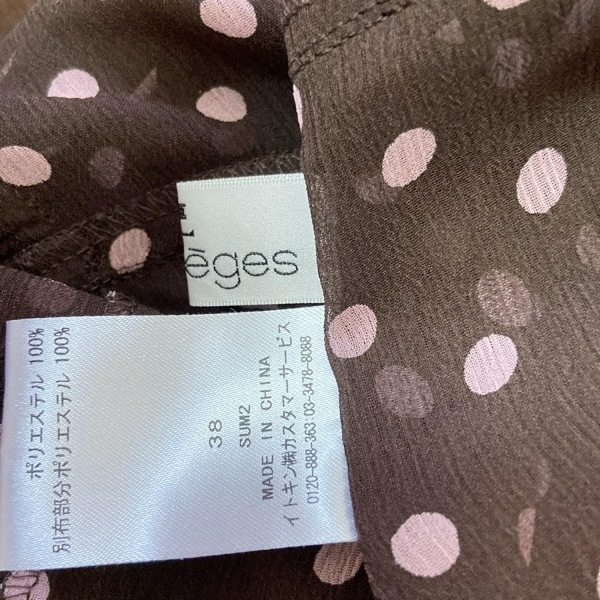 éges
ポリエステル 100%
別布部分ポリエステル 100%
38
SUM2
MADE IN CHINA
イトキン㈱カスタマーサービス
0120-888-363・03-3478-8088